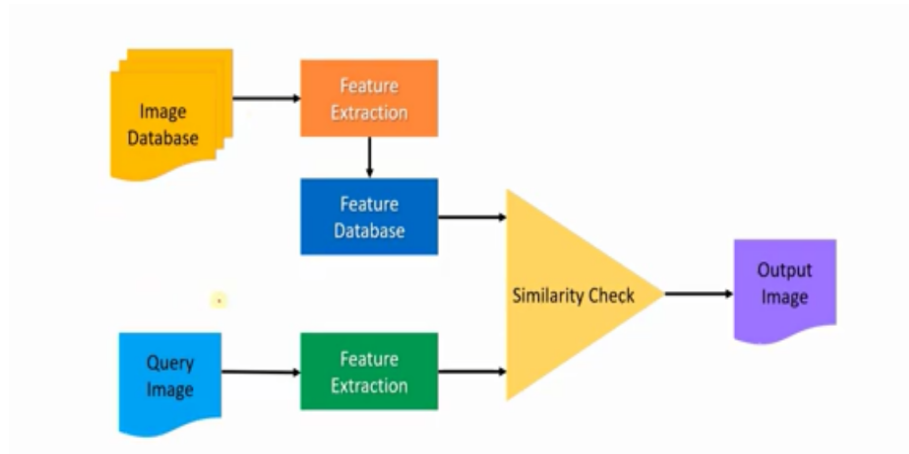 Image
Database
Feature
Extraction
Feature
Database
Similarity Check
Output
Image
Query
Image
Feature
Extraction